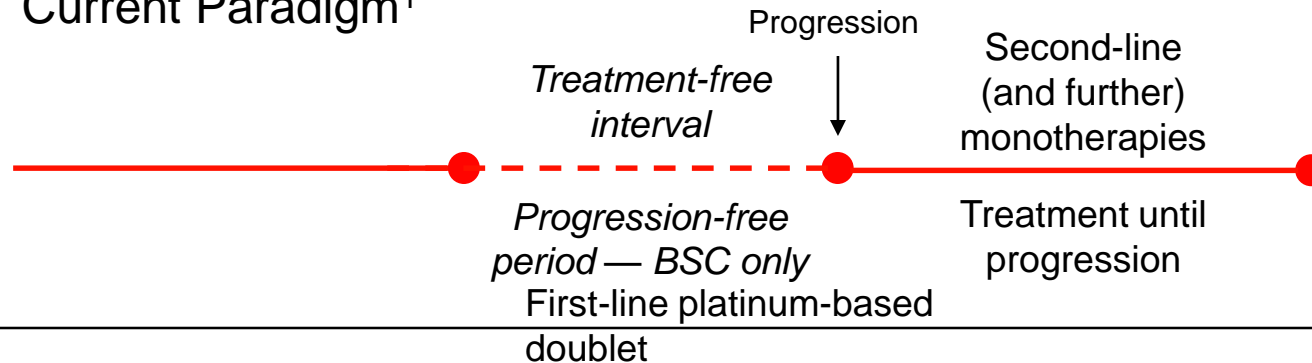 Current Paradigm¹
Progression
Treatment-free
interval
Second-line
(and further)
monotherapies
Progression-free
period — BSC only
Treatment until
progression
First-line platinum-based
doublet